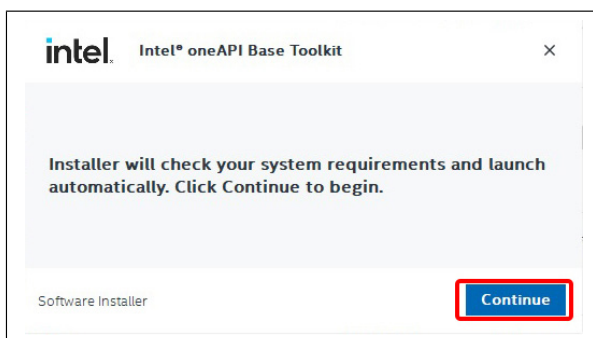 intel. Intel® oneAPI Base Toolkit
Installer will check your system requirements and launch
automatically. Click Continue to begin.
Software Installer
Continue